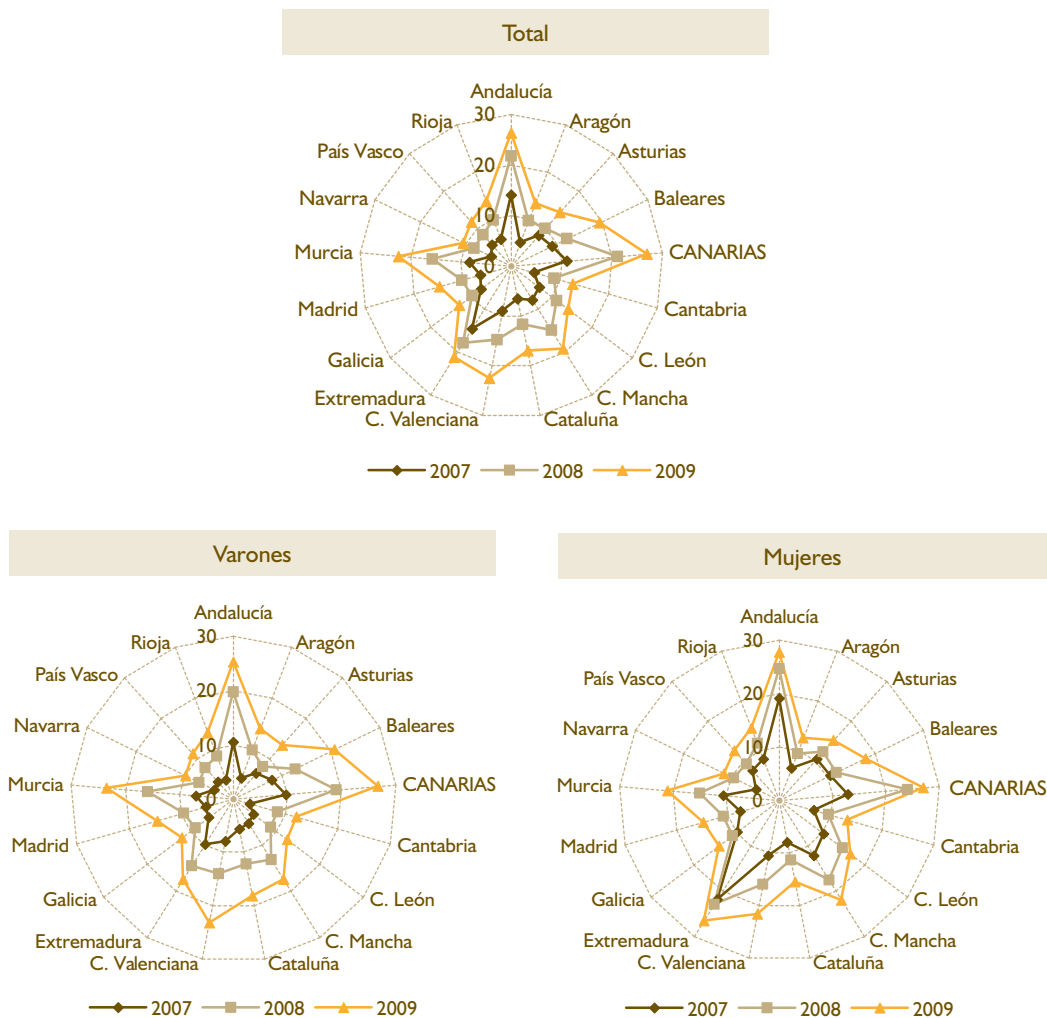 Total
Andalucía
30
Rioja
Aragón
País Vasco
Asturias
20
Navarra
Baleares
10
Murcia
CANARIAS
0
Madrid
Cantabria
Galicia
C. León
Extremadura
C. Mancha
C. Valenciana
Cataluña
2007
2008
2009
Varones
Andalucía
30
Rioja
Aragón
País Vasco
Asturias
20
Navarra
Baleares
10
Murcia
CANARIAS
0
Madrid
Cantabria
Galicia
C. León
Extremadura
C. Mancha
C. Valenciana
Cataluña
2007
2008
2009
Mujeres
Andalucía
30
Rioja
Aragón
País Vasco
Asturias
20
Navarra
Baleares
10
Murcia
CANARIAS
0
Madrid
Cantabria
Galicia
C. León
Extremadura
C. Mancha
C. Valenciana
Cataluña
2007
2008
2009